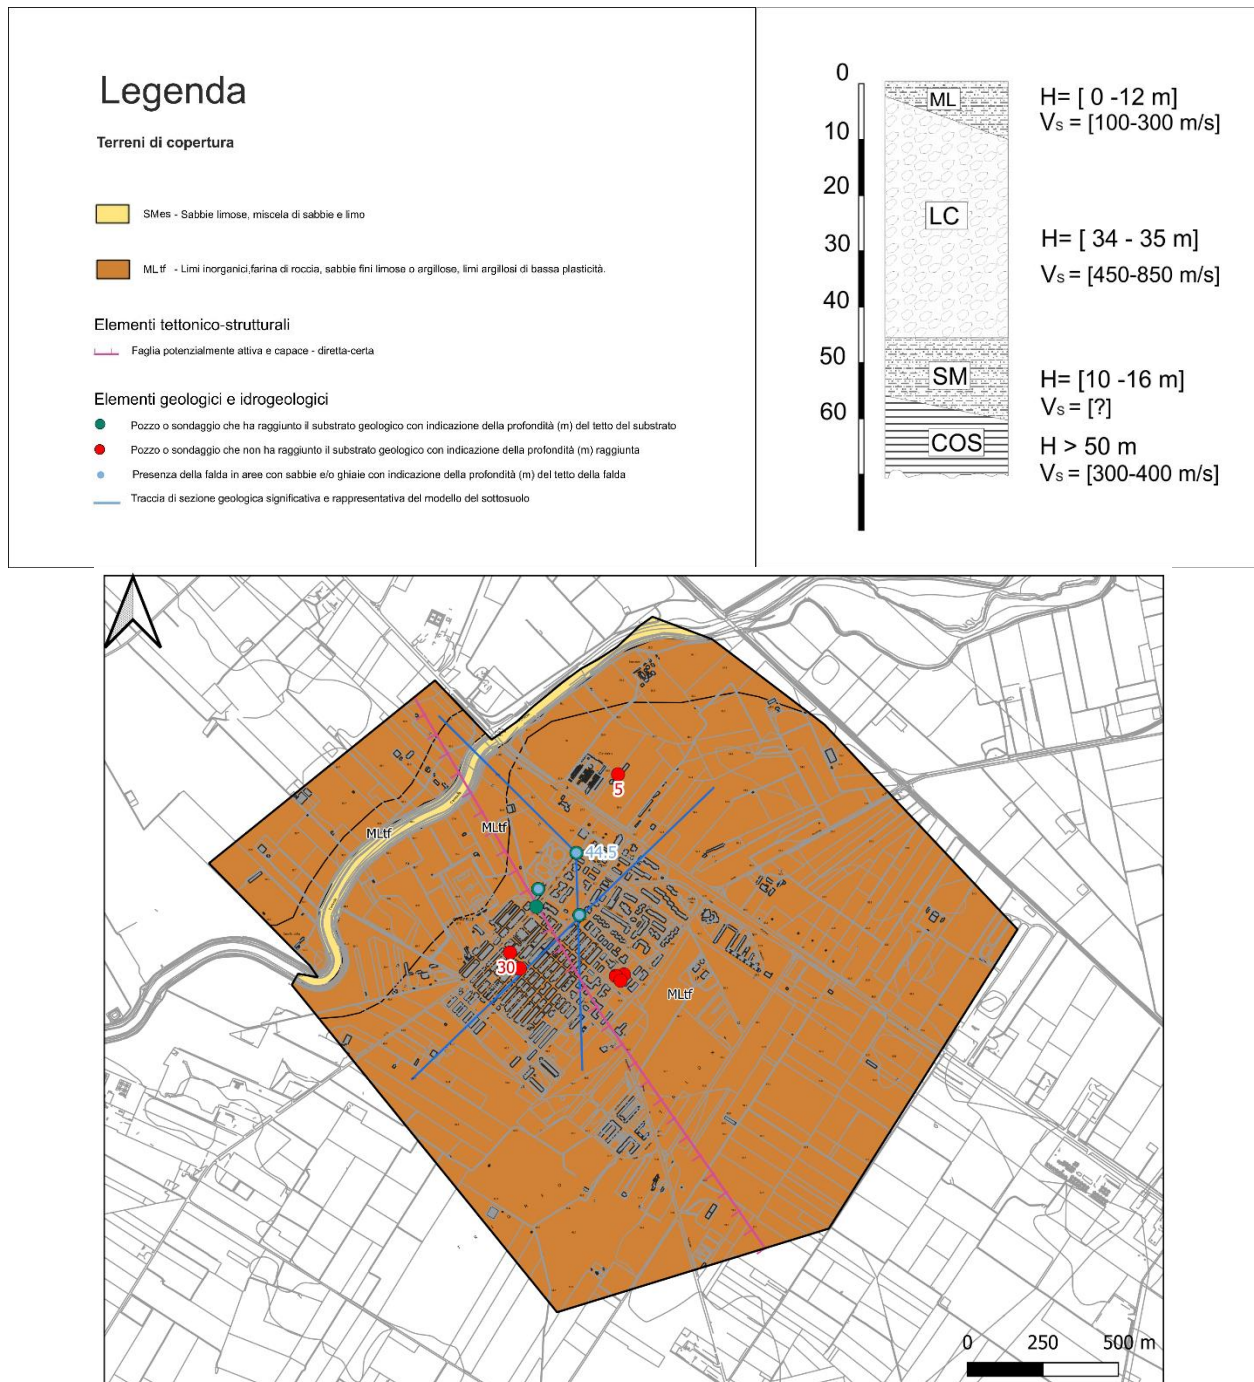 Legenda
Terreni di copertura
SMes - Sabbie limose, miscela di sabbie e limo
MLtf - Limi inorganici,farina di roccia, sabbie fini limose o argillose, limi argillosi di bassa plasticità.
Elementi tettonico-strutturali
Faglia potenzialmente attiva e capace - diretta-certa
Elementi geologici e idrogeologici
Pozzo o sondaggio che ha raggiunto il substrato geologico con indicazione della profondità (m) del tetto del substrato
Pozzo o sondaggio che non ha raggiunto il substrato geologico con indicazione della profondità (m) raggiunta
Presenza della falda in aree con sabbie e/o ghiaie con indicazione della profondità (m) del tetto della falda
Traccia di sezione geologica significativa e rappresentativa del modello del sottosuolo
0
10
20
30
40
50
60
ML
LC
SM
COS
H= [ 0 -12 m]
Vs = [100-300 m/s]
H= [ 34 - 35 m]
Vs = [450-850 m/s]
H= [10 -16 m]
Vs = [?]
H > 50 m
Vs = [300-400 m/s]
5
MLtf
MLtf
44.5
30
MLtf
0 250 500 m